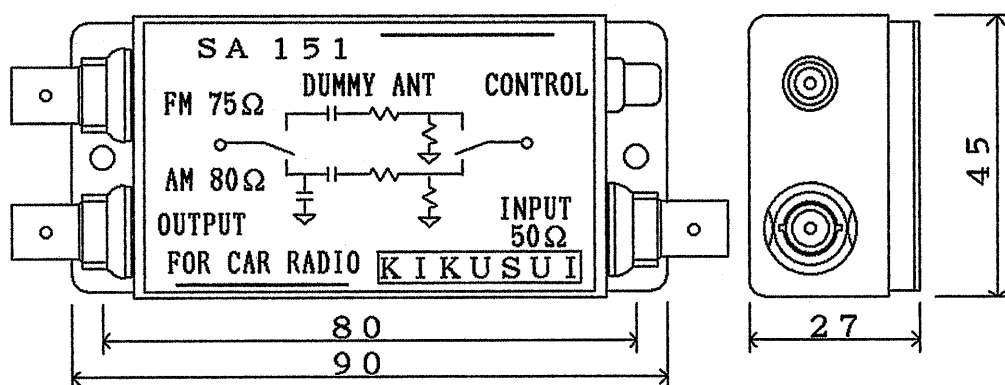 SA 151
DUMMY ANT
CONTROL
FM 75Ω
AM 80Ω
OUTPUT
INPUT
50Ω
FOR CAR RADIO
KIKUSUI
80
90
27
45